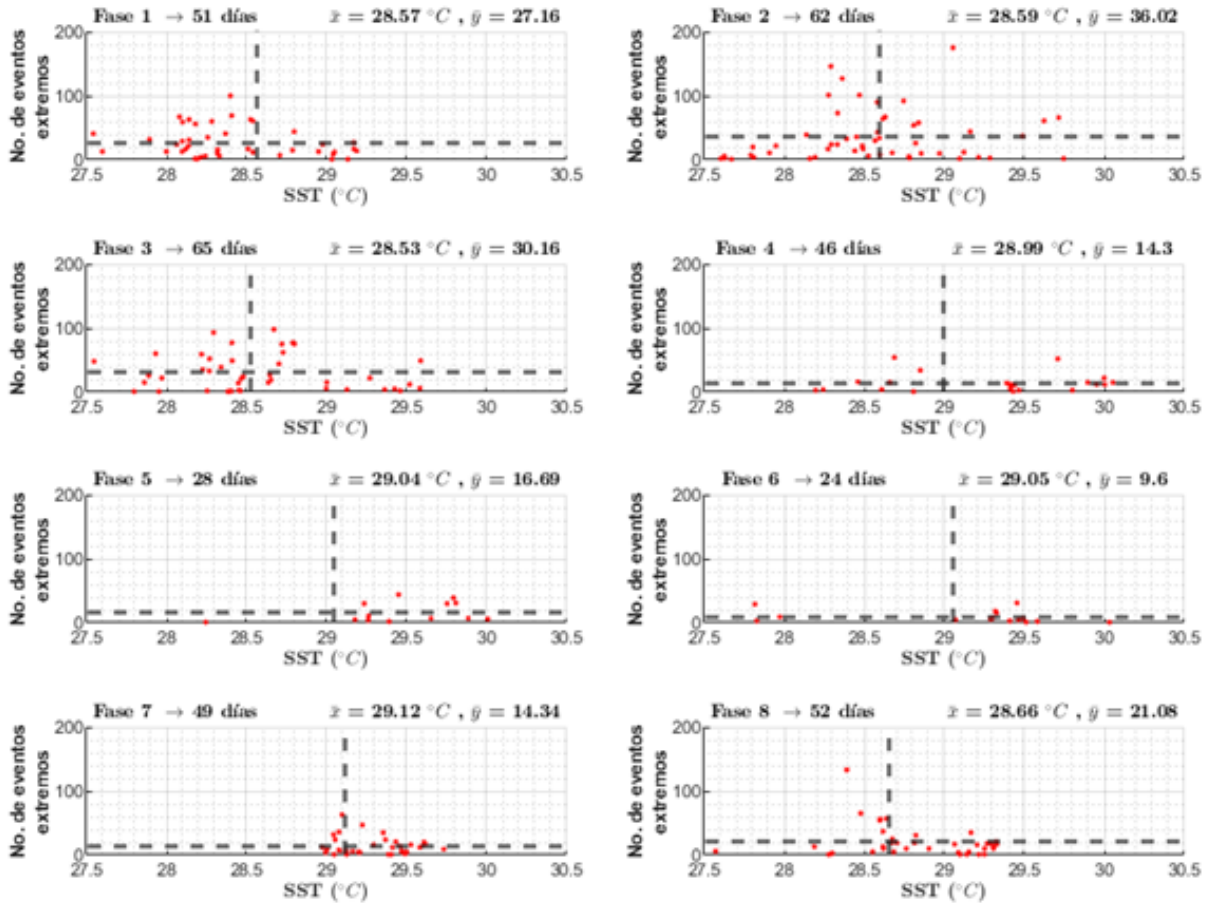 Fase 1 → 51 días x̄ = 28.57 °C , ȳ = 27.16
No. de eventos
extremos
200
100
0
27.5 28 28.5 29 29.5 30 30.5
SST (°C)
Fase 2 → 62 días x̄ = 28.59 °C , ȳ = 36.02
No. de eventos
extremos
200
100
0
27.5 28 28.5 29 29.5 30 30.5
SST (°C)
Fase 3 → 65 días x̄ = 28.53 °C , ȳ = 30.16
No. de eventos
extremos
200
100
0
27.5 28 28.5 29 29.5 30 30.5
SST (°C)
Fase 4 → 46 días x̄ = 28.99 °C , ȳ = 14.3
No. de eventos
extremos
200
100
0
27.5 28 28.5 29 29.5 30 30.5
SST (°C)
Fase 5 → 28 días x̄ = 29.04 °C , ȳ = 16.69
No. de eventos
extremos
200
100
0
27.5 28 28.5 29 29.5 30 30.5
SST (°C)
Fase 6 → 24 días x̄ = 29.05 °C , ȳ = 9.6
No. de eventos
extremos
200
100
0
27.5 28 28.5 29 29.5 30 30.5
SST (°C)
Fase 7 → 49 días x̄ = 29.12 °C , ȳ = 14.34
No. de eventos
extremos
200
100
0
27.5 28 28.5 29 29.5 30 30.5
SST (°C)
Fase 8 → 52 días x̄ = 28.66 °C , ȳ = 21.08
No. de eventos
extremos
200
100
0
27.5 28 28.5 29 29.5 30 30.5
SST (°C)